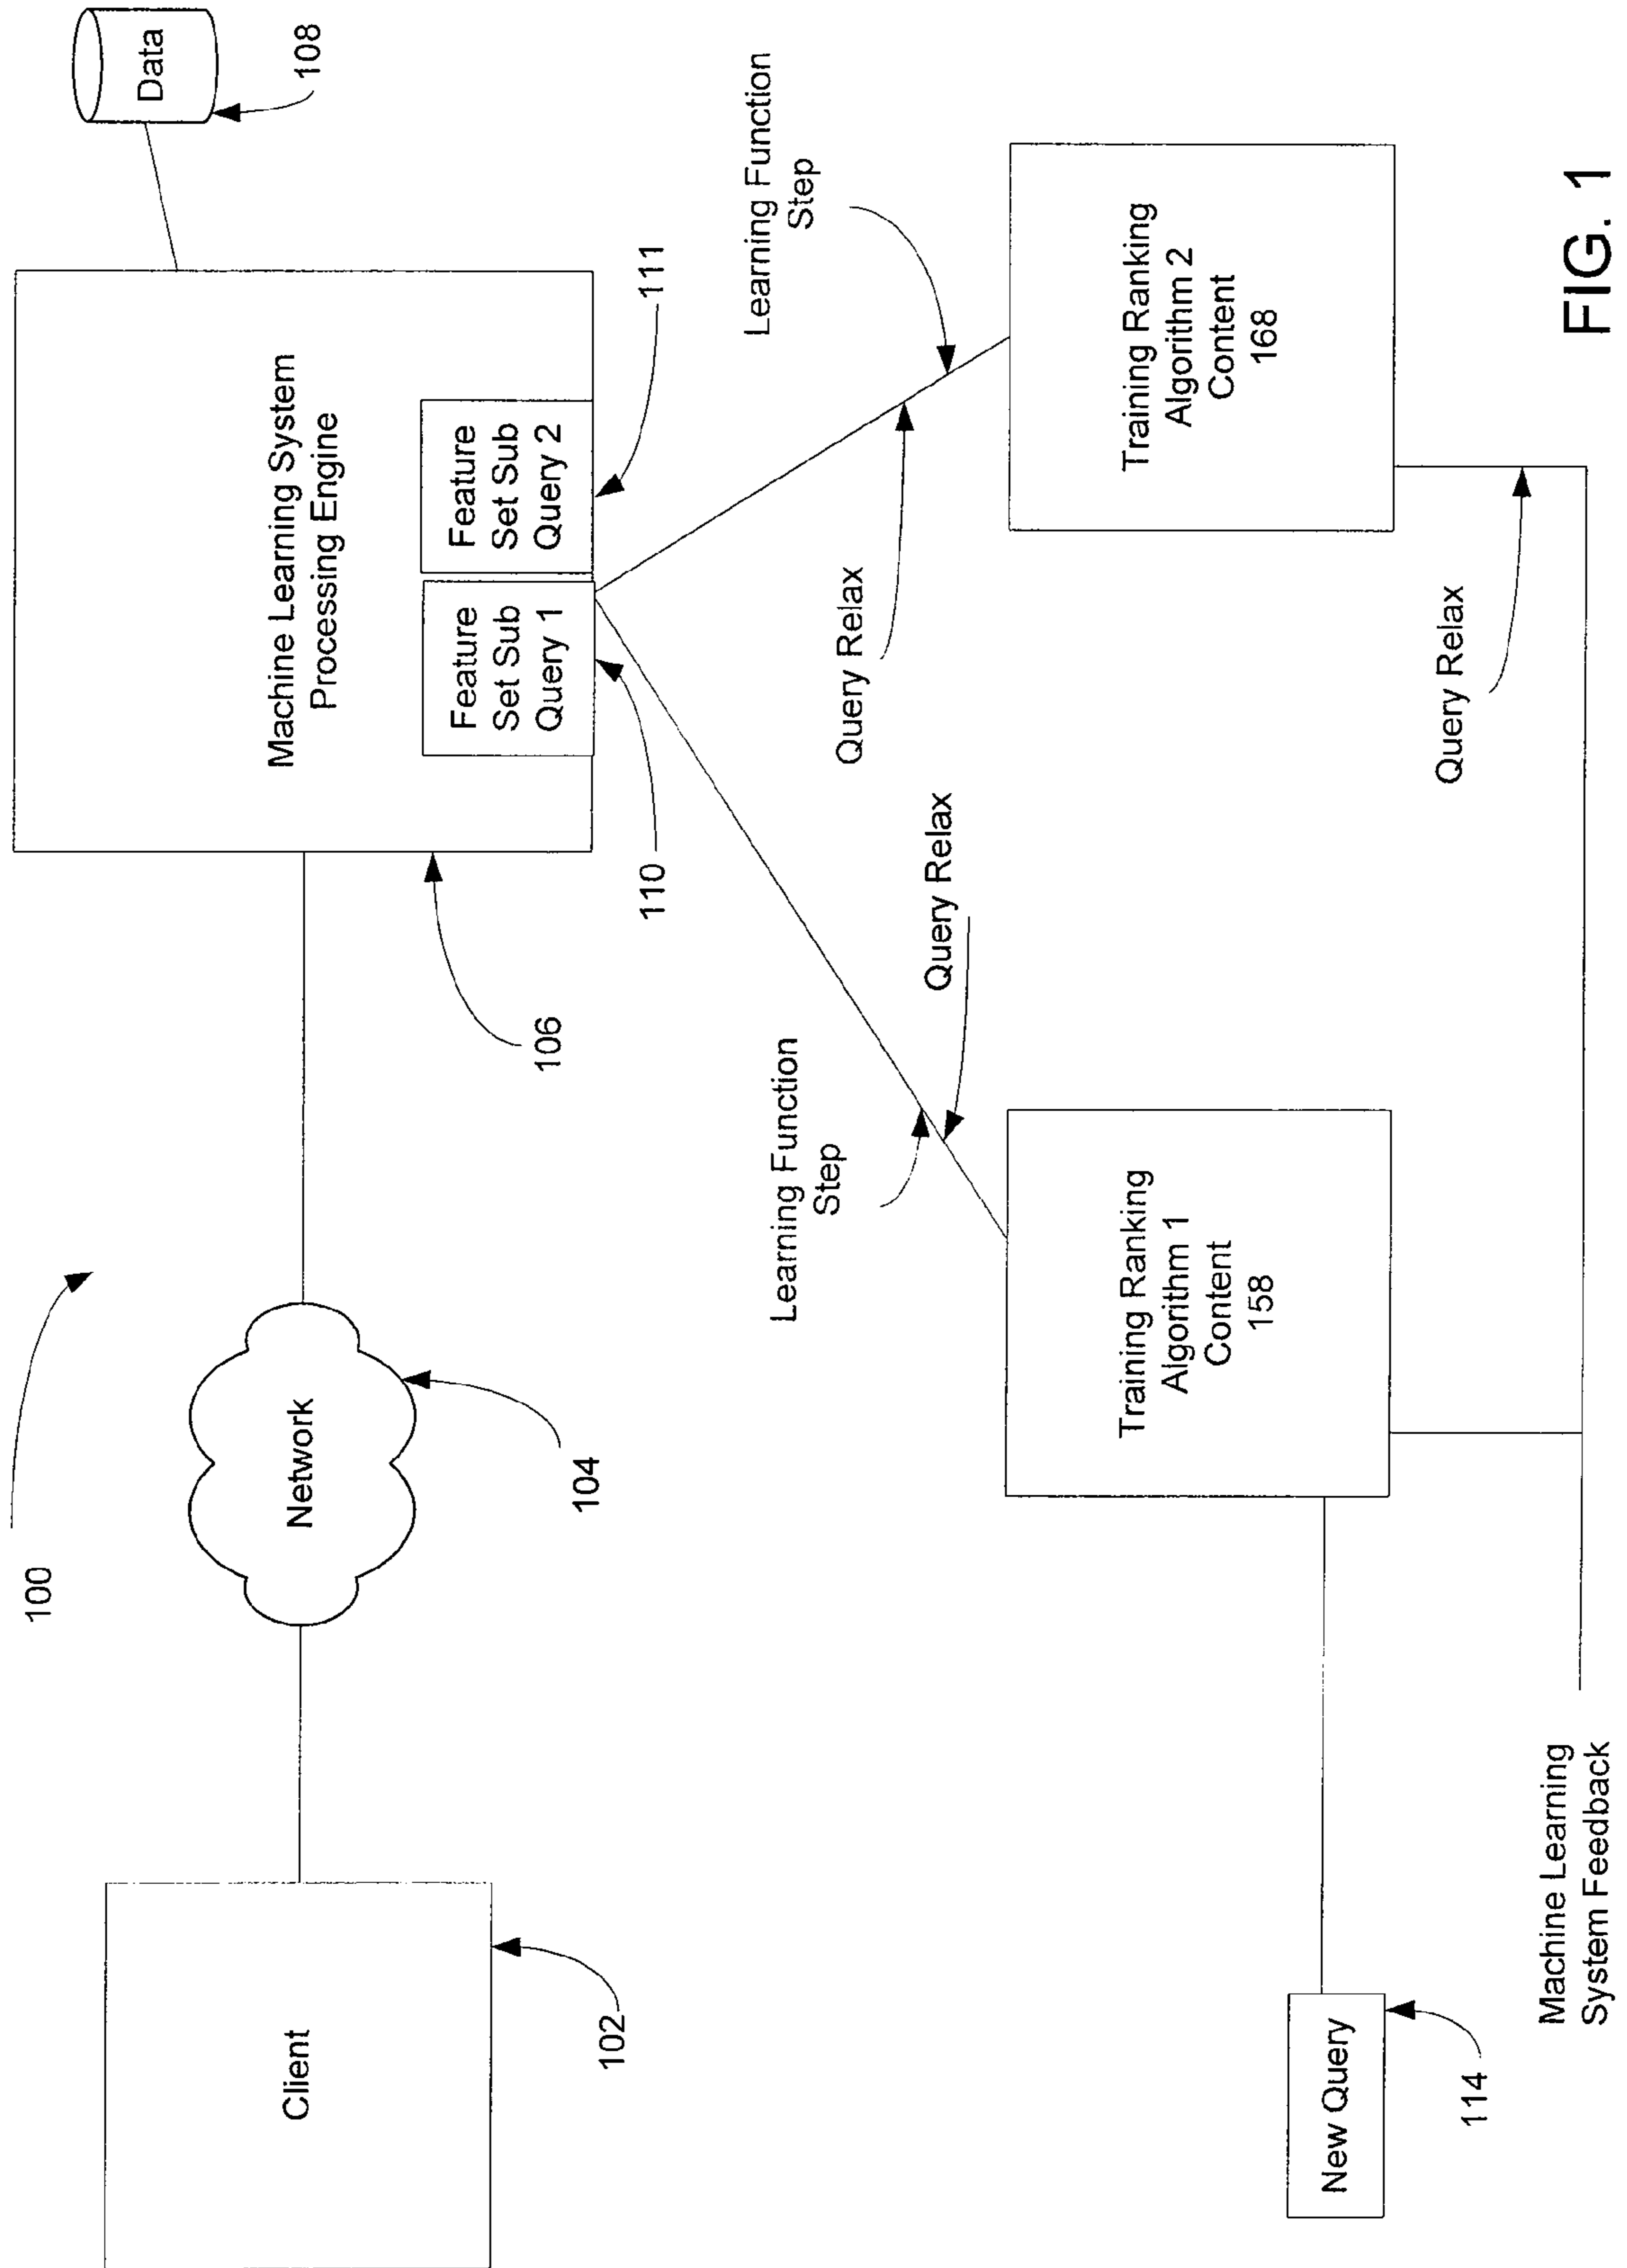 100
Client
102
Network
104
Machine Learning System
Processing Engine
106
Feature
Set Sub
Query 1
110
Feature
Set Sub
Query 2
111
Data
108
Learning Function
Step
Query Relax
Learning Function
Step
Query Relax
New Query
114
Training Ranking
Algorithm 1
Content
158
Training Ranking
Algorithm 2
Content
168
Query Relax
Machine Learning
System Feedback
FIG. 1